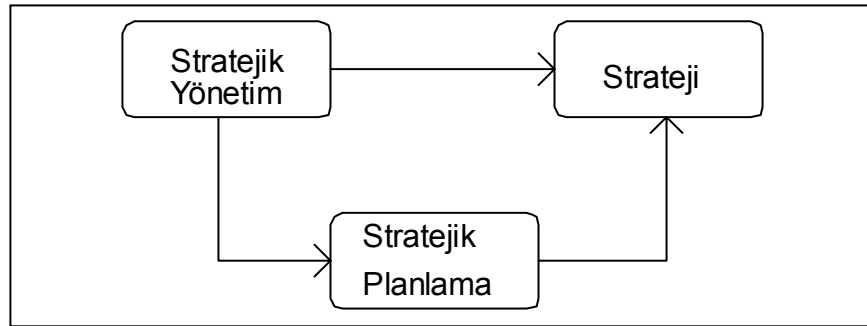 Stratejik
Yönetim
Strateji
Stratejik
Planlama